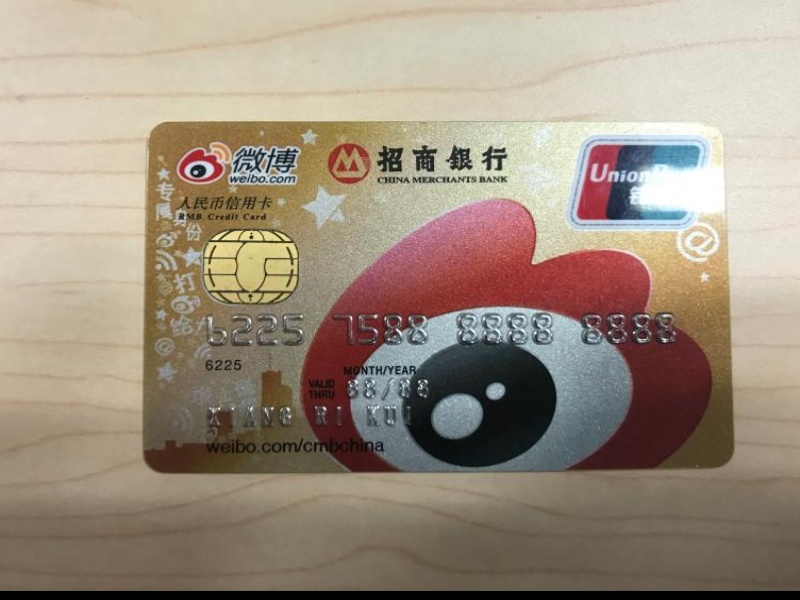 微博
weibo.com
招商银行
CHINA MERCHANTS BANK
UnionPay
人民币信用卡
RMB Credit Card
6225 7588 8888 8888
6225
MONTH/YEAR
VALID THRU 88/88
XIANG RI KUI
weibo.com/cmbchina